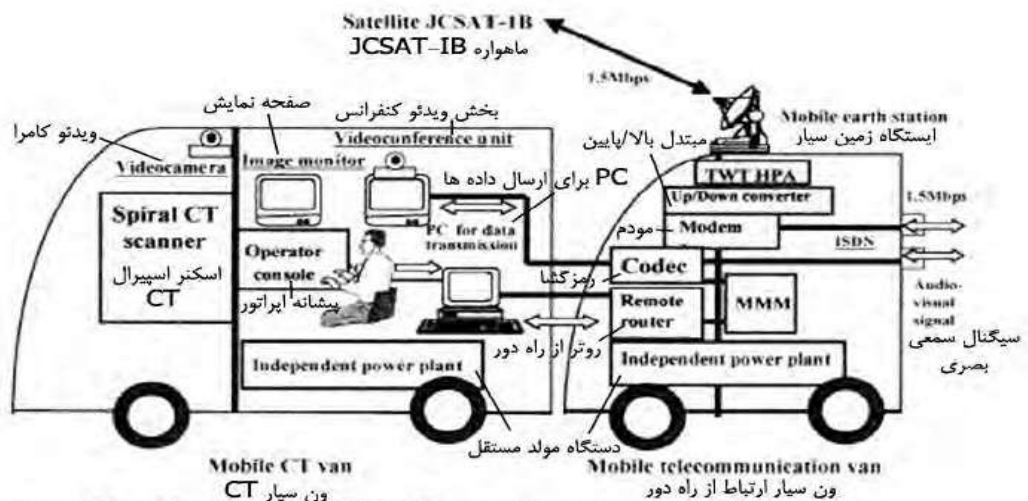 Satellite JCSAT-1B
ماهواره JCSAT-IB
1.5Mbps
صفحه نمایش
بخش ویدئو کنفرانس
Mobile earth station
ایستگاه زمین سیار
ویدئو کامرا
Videocamera
Image monitor
Videoconference unit
مبتدل بالا/پایین
TWT HPA
PC برای ارسال داده ها
Up/Down converter
1.5Mbps
Spiral CT
scanner
اسکنر اسپیرال
CT
PC for data
transmission
مودم
Modem
ISDN
Operator
console
پیشانه اپراتور
Codec
رمزگشا
Audio-
visual
signal
سیگنال سمعی
بصری
Remote
router
روتر از راه دور
MMM
Independent power plant
Independent power plant
دستگاه مولد مستقل
Mobile CT van
ون سیار CT
Mobile telecommunication van
ون سیار ارتباط از راه دور